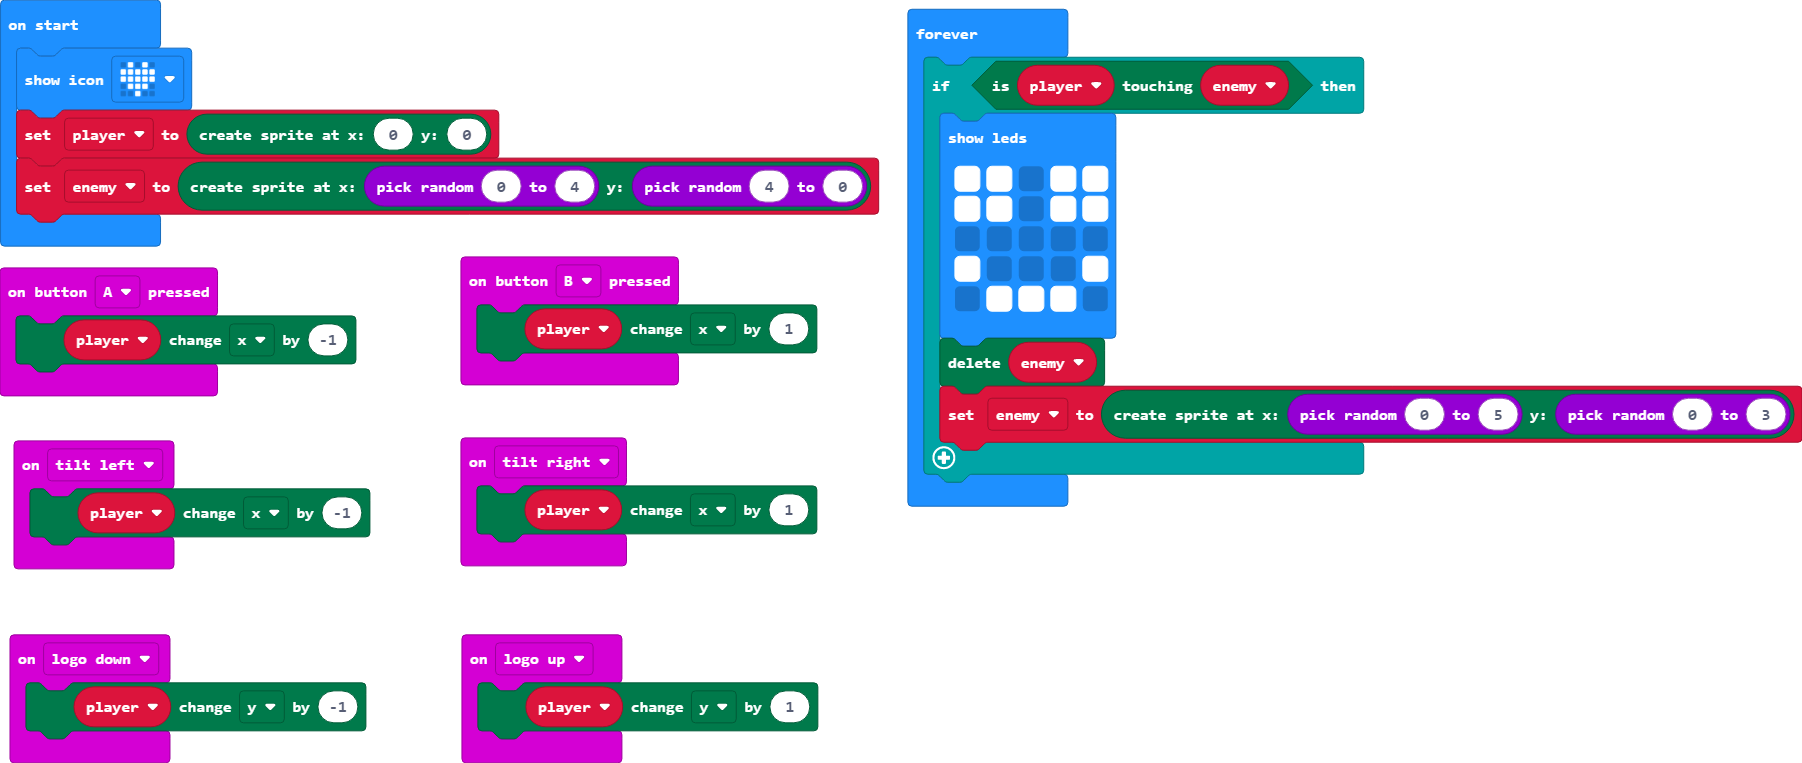 on start
show icon
set player to create sprite at x: 0 y: 0
set enemy to create sprite at x: pick random 0 to 4 y: pick random 4 to 0
on button A pressed
player change x by -1
on button B pressed
player change x by 1
on tilt left
player change x by -1
on tilt right
player change x by 1
on logo down
player change y by -1
on logo up
player change y by 1
forever
if is player touching enemy then
show leds
delete enemy
set enemy to create sprite at x: pick random 0 to 5 y: pick random 0 to 3